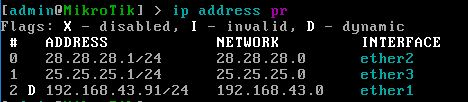 [admin@MikroTik] > ip address pr
Flags: X - disabled, I - invalid, D - dynamic
# ADDRESS NETWORK INTERFACE
0 28.28.28.1/24 28.28.28.0 ether2
1 25.25.25.1/24 25.25.25.0 ether3
2 D 192.168.43.91/24 192.168.43.0 ether1